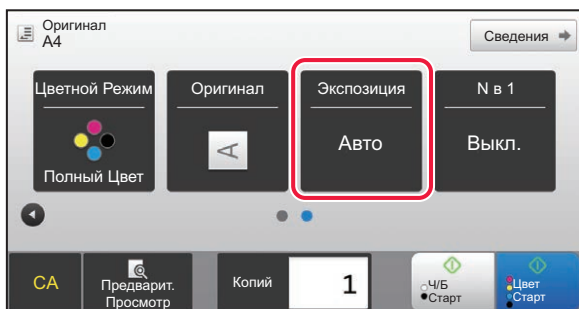 Оригинал
A4
Сведения
Цветной Режим
Полный Цвет
Оригинал
A
Экспозиция
Авто
N в 1
Выкл.
CA
Предварит.
Просмотр
Копий
1
Ч/Б
Старт
Цвет
Старт